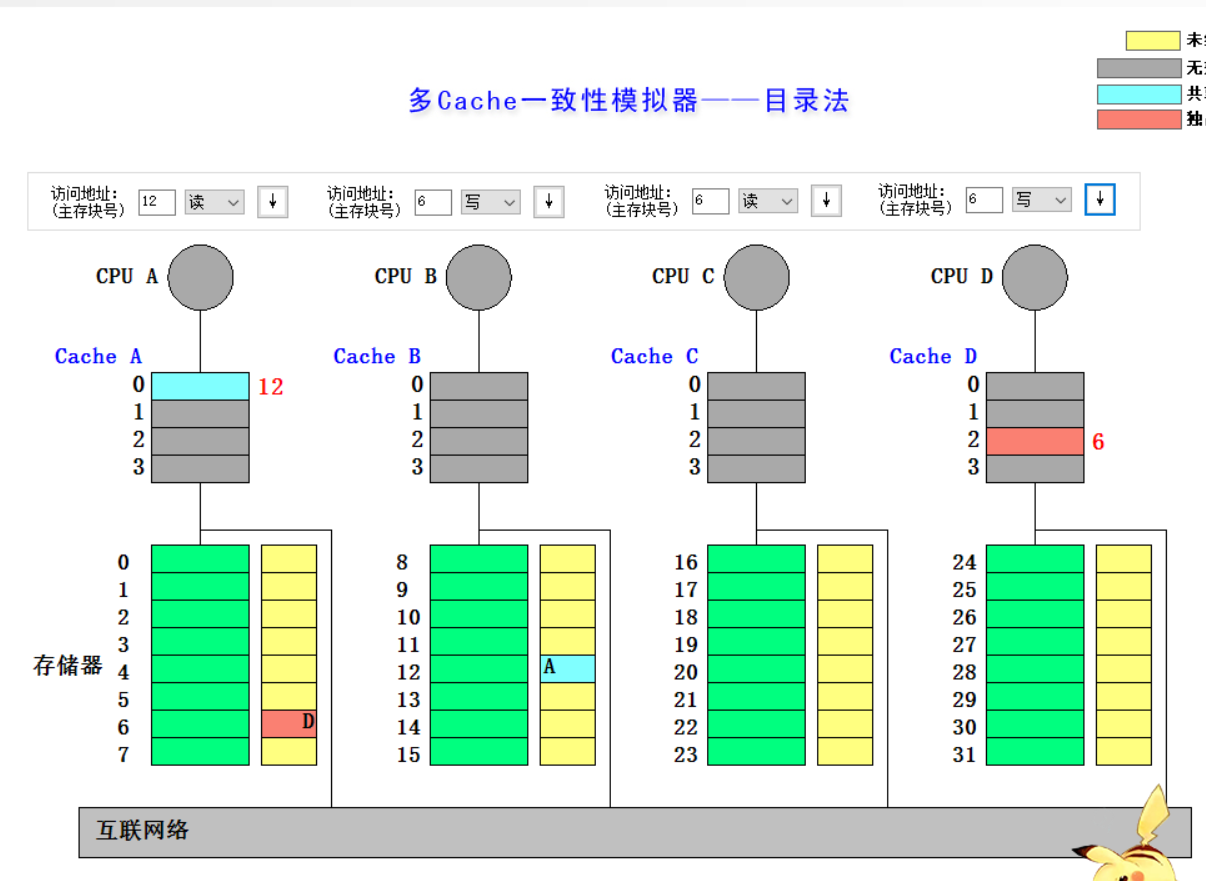 未
无
多Cache一致性模拟器——目录法
共
独
访问地址: 12 读 ↓ 访问地址: 6 写 ↓ 访问地址: 6 读 ↓ 访问地址: 6 写 ↓
(主存块号) (主存块号) (主存块号) (主存块号)
CPU A CPU B CPU C CPU D
Cache A Cache B Cache C Cache D
0 12 0 0 0
1 1 1 1
2 2 2 2 6
3 3 3 3
0 8 16 24
1 9 17 25
2 10 18 26
3 11 19 27
存储器 4 12 A 20 28
5 13 21 29
6 D 14 22 30
7 15 23 31
互联网络